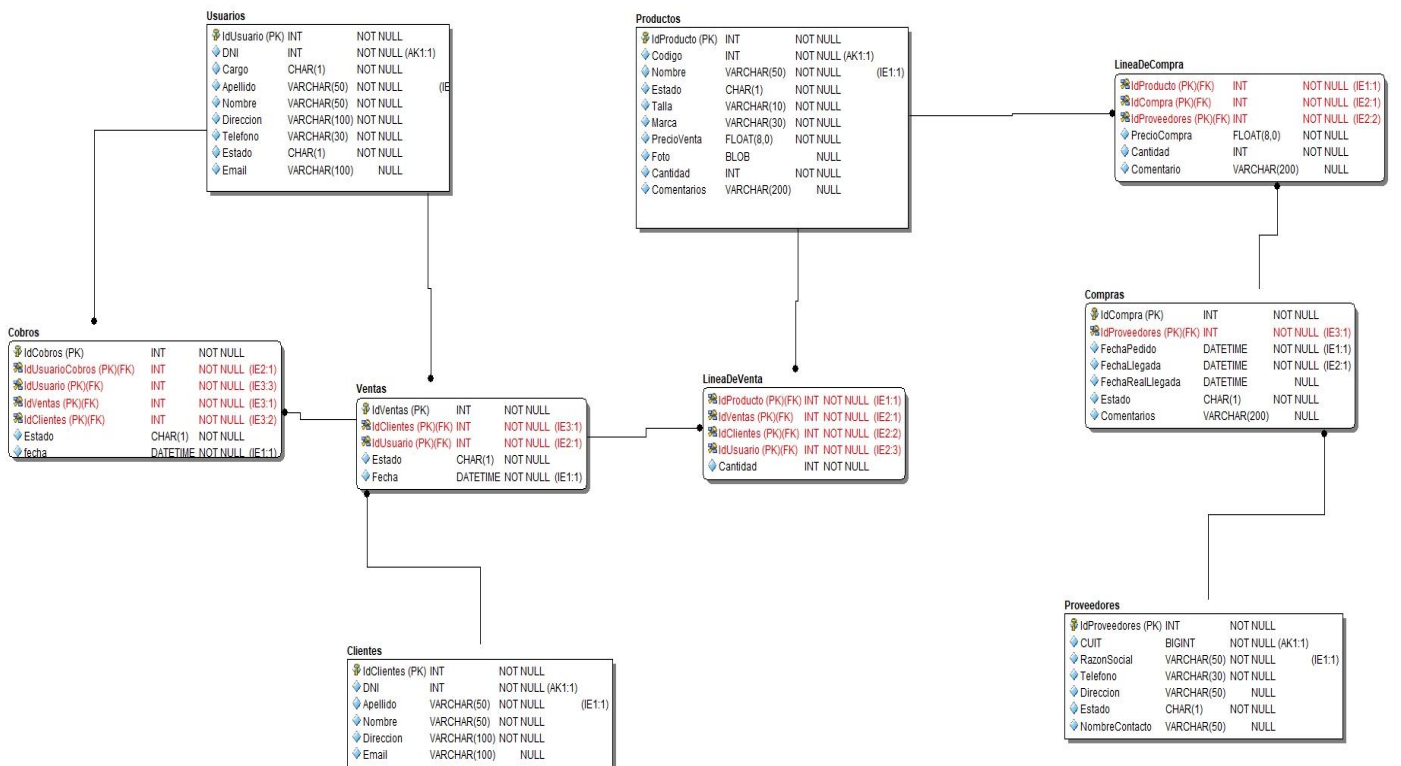 Usuarios
IdUsuario (PK) INT NOT NULL
DNI INT NOT NULL (AK1:1)
Cargo CHAR(1) NOT NULL
Apellido VARCHAR(50) NOT NULL (IE
Nombre VARCHAR(50) NOT NULL
Direccion VARCHAR(100) NOT NULL
Telefono VARCHAR(30) NOT NULL
Estado CHAR(1) NOT NULL
Email VARCHAR(100) NULL
Productos
IdProducto (PK) INT NOT NULL
Codigo INT NOT NULL (AK1:1)
Nombre VARCHAR(50) NOT NULL (IE1:1)
Estado CHAR(1) NOT NULL
Talla VARCHAR(10) NOT NULL
Marca VARCHAR(30) NOT NULL
PrecioVenta FLOAT(8,0) NOT NULL
Foto BLOB NULL
Cantidad INT NOT NULL
Comentarios VARCHAR(200) NULL
LineaDeCompra
IdProducto (PK)(FK) INT NOT NULL (IE1:1)
IdCompra (PK)(FK) INT NOT NULL (IE2:1)
IdProveedores (PK)(FK) INT NOT NULL (IE2:2)
PrecioCompra FLOAT(8,0) NOT NULL
Cantidad INT NOT NULL
Comentario VARCHAR(200) NULL
Cobros
IdCobros (PK) INT NOT NULL
IdUsuarioCobros (PK)(FK) INT NOT NULL (IE2:1)
IdUsuario (PK)(FK) INT NOT NULL (IE3:3)
IdVentas (PK)(FK) INT NOT NULL (IE3:1)
IdClientes (PK)(FK) INT NOT NULL (IE3:2)
Estado CHAR(1) NOT NULL
fecha DATETIME NOT NULL (IE1:1)
Ventas
IdVentas (PK) INT NOT NULL
IdClientes (PK)(FK) INT NOT NULL (IE3:1)
IdUsuario (PK)(FK) INT NOT NULL (IE2:1)
Estado CHAR(1) NOT NULL
Fecha DATETIME NOT NULL (IE1:1)
LineaDeVenta
IdProducto (PK)(FK) INT NOT NULL (IE1:1)
IdVentas (PK)(FK) INT NOT NULL (IE2:1)
IdClientes (PK)(FK) INT NOT NULL (IE2:2)
IdUsuario (PK)(FK) INT NOT NULL (IE2:3)
Cantidad INT NOT NULL
Compras
IdCompra (PK) INT NOT NULL
IdProveedores (PK)(FK) INT NOT NULL (IE3:1)
FechaPedido DATETIME NOT NULL (IE1:1)
FechaLlegada DATETIME NOT NULL (IE2:1)
FechaRealLlegada DATETIME NULL
Estado CHAR(1) NOT NULL
Comentarios VARCHAR(200) NULL
Clientes
IdClientes (PK) INT NOT NULL
DNI INT NOT NULL (AK1:1)
Apellido VARCHAR(50) NOT NULL (IE1:1)
Nombre VARCHAR(50) NOT NULL
Direccion VARCHAR(100) NOT NULL
Email VARCHAR(100) NULL
Proveedores
IdProveedores (PK) INT NOT NULL
CUIT BIGINT NOT NULL (AK1:1)
RazonSocial VARCHAR(50) NOT NULL (IE1:1)
Telefono VARCHAR(30) NOT NULL
Direccion VARCHAR(50) NULL
Estado CHAR(1) NOT NULL
NombreContacto VARCHAR(50) NULL